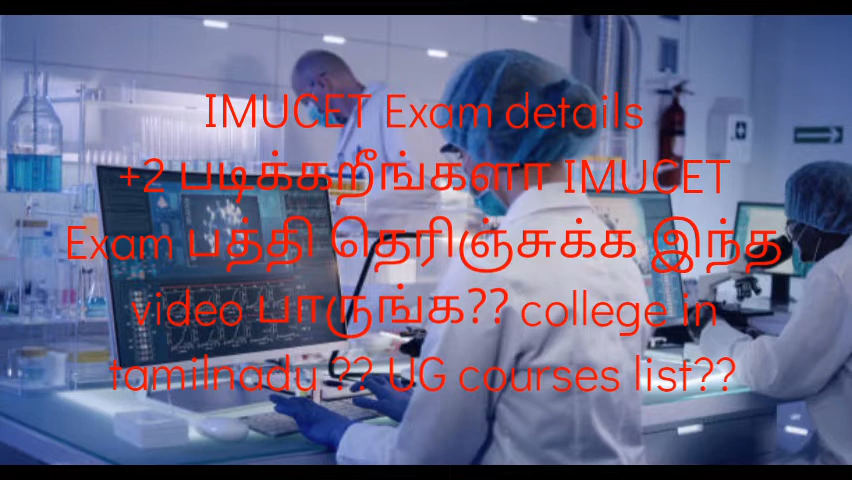 IMUCET Exam details
+2 படிக்கறீங்களா IMUCET
Exam பத்தி தெரிஞ்சுக்க இந்த
video பாருங்க?? college in
tamilnadu ?? UG courses list??